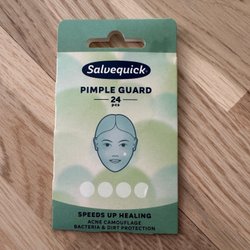 Salvequick
PIMPLE GUARD
24
pcs
SPEEDS UP HEALING
ACNE CAMOUFLAGE
BACTERIA & DIRT PROTECTION